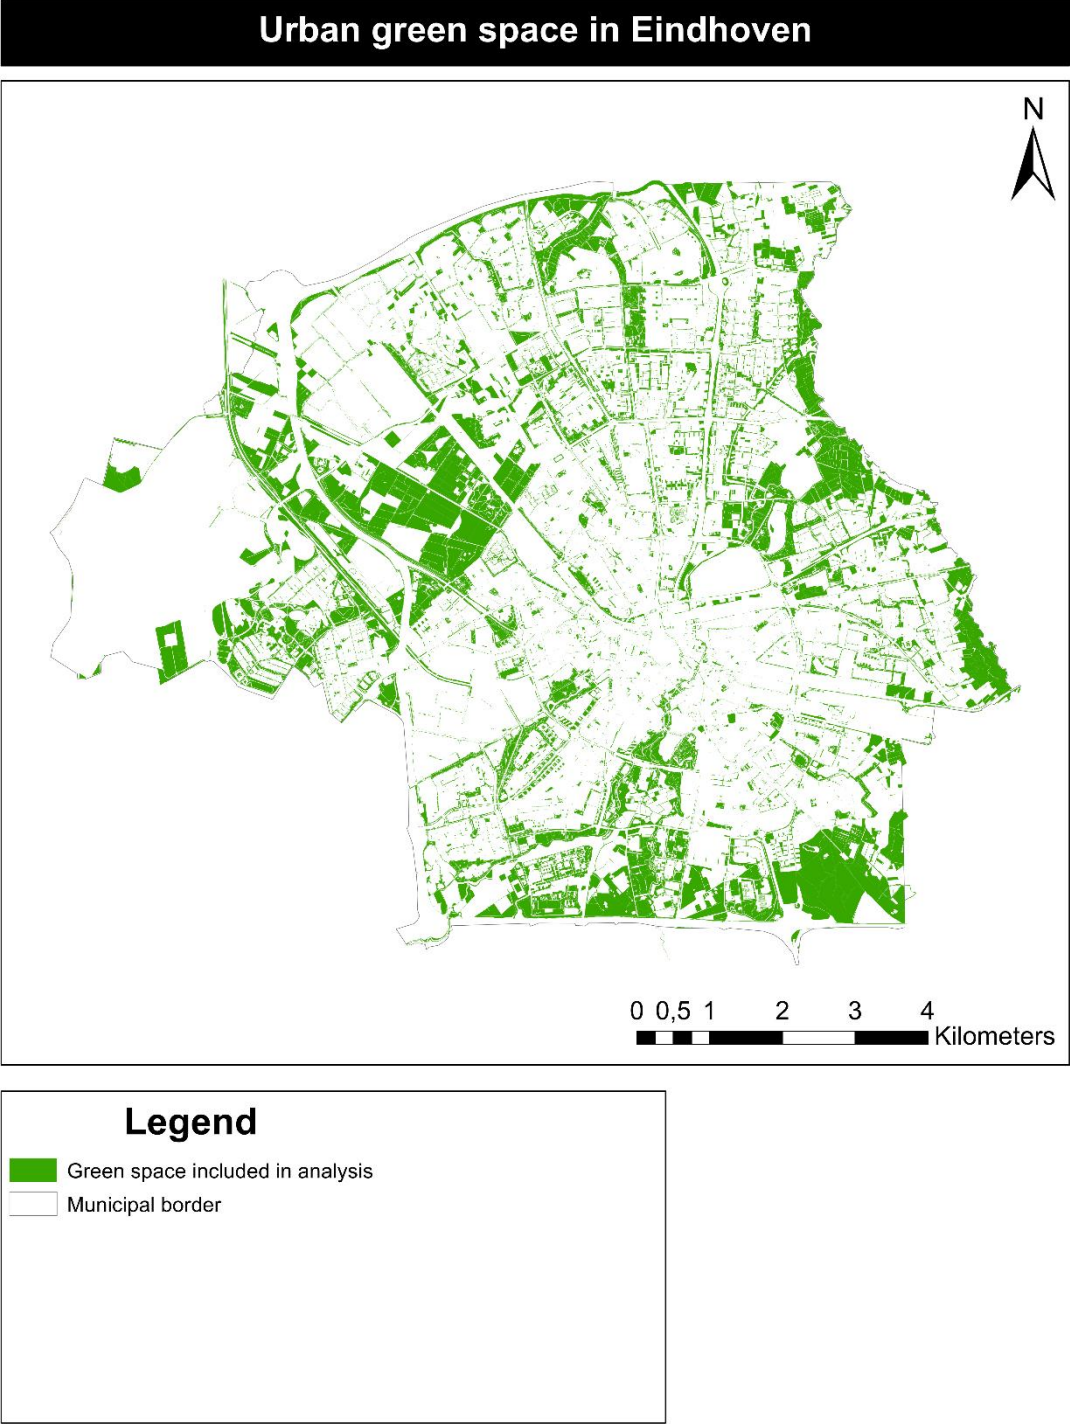 Urban green space in Eindhoven
N
0 0,5 1 2 3 4
Kilometers
Legend
Green space included in analysis
Municipal border